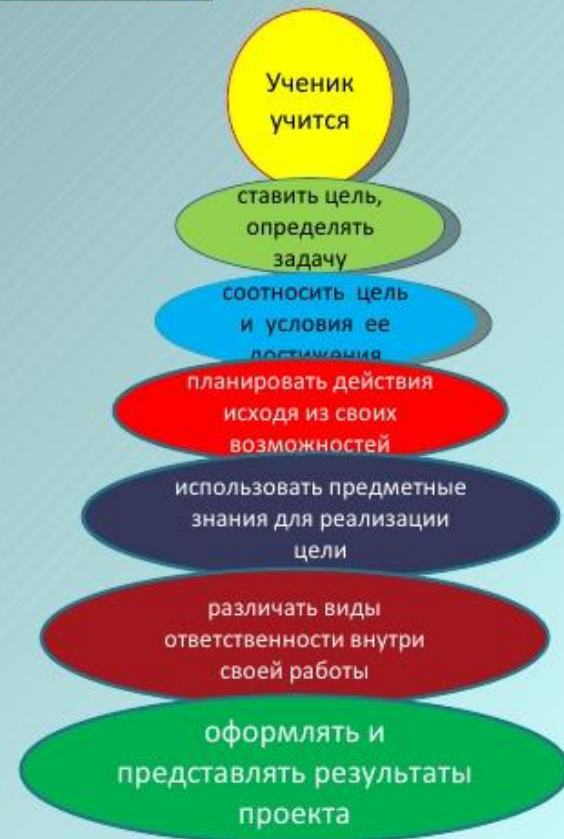 Ученик
учится
ставить цель,
определять
задачу
соотносить цель
и условия ее
достижения
планировать действия
исходя из своих
возможностей
использовать предметные
знания для реализации
цели
различать виды
ответственности внутри
своей работы
оформлять и
представлять результаты
проекта